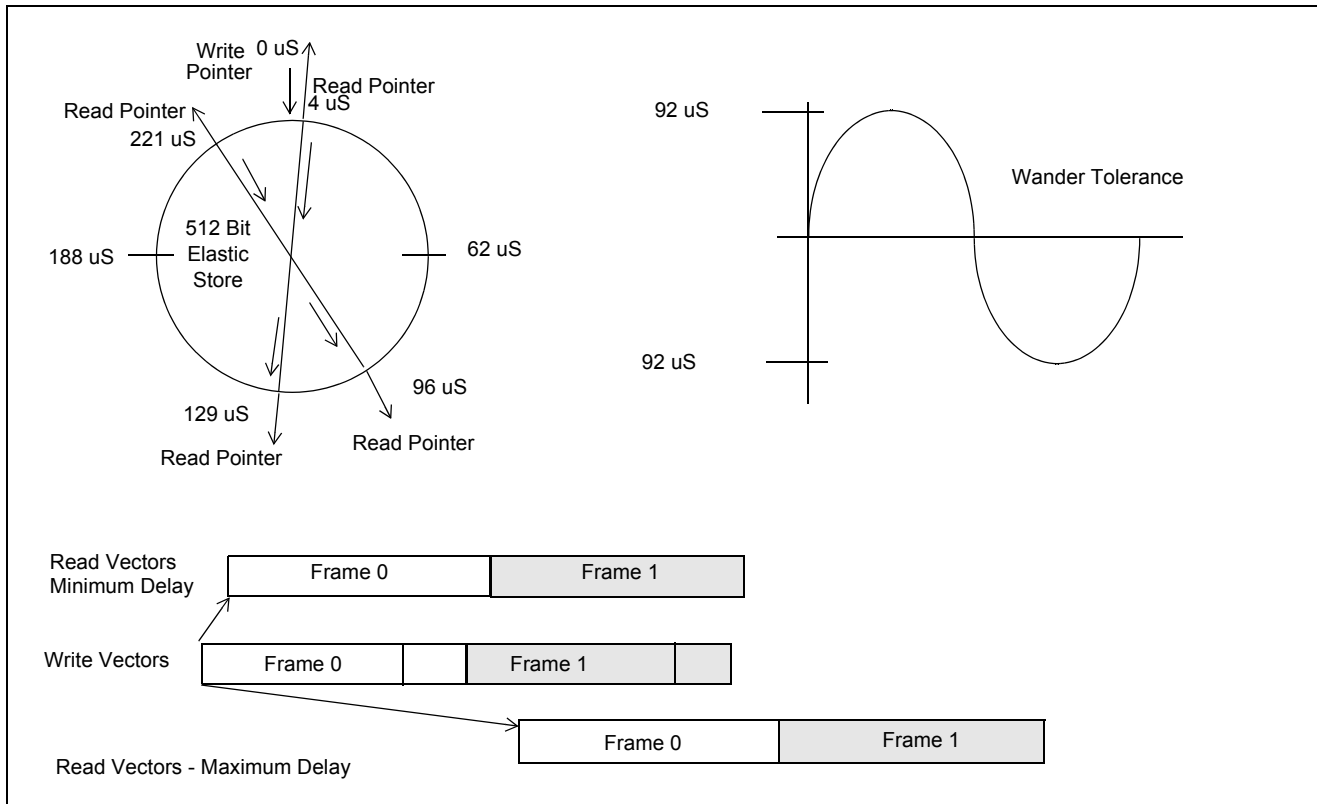 Write 0 uS
Pointer
Read Pointer
4 uS
Read Pointer
221 uS
92 uS
Wander Tolerance
512 Bit
Elastic
Store
188 uS
62 uS
92 uS
96 uS
129 uS
Read Pointer
Read Pointer
Read Vectors
Minimum Delay
Frame 0 Frame 1
Write Vectors
Frame 0 Frame 1
Frame 0 Frame 1
Read Vectors - Maximum Delay